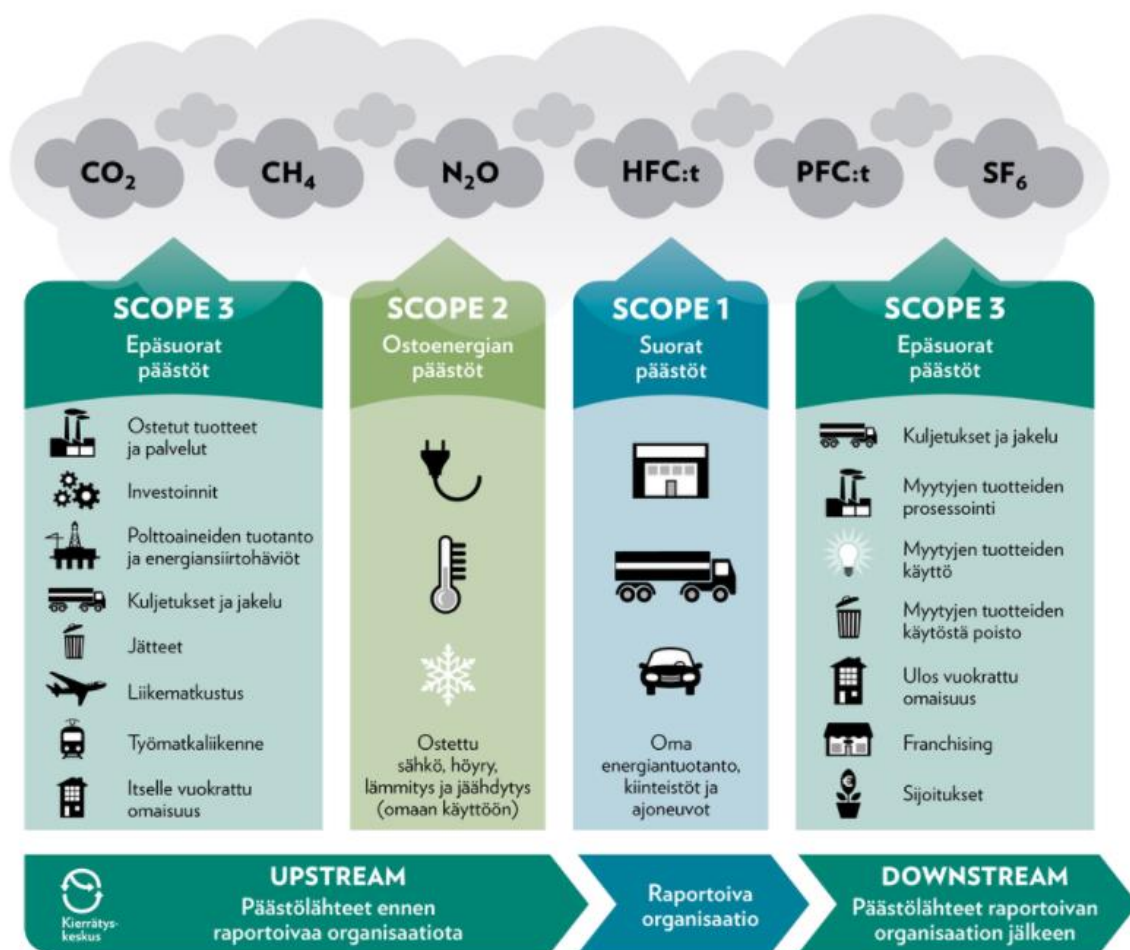 CO₂
CH₄
N₂O
HFC:t
PFC:t
SF₆
SCOPE 3
Epäsuorat
päästöt
Ostetut tuotteet
ja palvelut
Investoinnit
Polttoaineiden tuotanto
ja energiansiirtohäviöt
Kuljetukset ja jakelu
Jätteet
Liikematkustus
Työmatkaliikenne
Itselle vuokrattu
omaisuus
SCOPE 2
Ostoenergian
päästöt
Ostettu
sähkö, höyry,
lämmitys ja jäähdytys
(omaan käyttöön)
SCOPE 1
Suorat
päästöt
Oma
energiantuotanto,
kiinteistöt ja
ajoneuvot
SCOPE 3
Epäsuorat
päästöt
Kuljetukset ja jakelu
Myytyjen tuotteiden
prosessointi
Myytyjen tuotteiden
käyttö
Myytyjen tuotteiden
käytöstä poisto
Ulos vuokrattu
omaisuus
Franchising
€
Sijoitukset
Kierrätys-
keskus
UPSTREAM
Päästölähteet ennen
raportoivaa organisaatiota
Raportoiva
organisaatio
DOWNSTREAM
Päästölähteet raportoivan
organisaation jälkeen